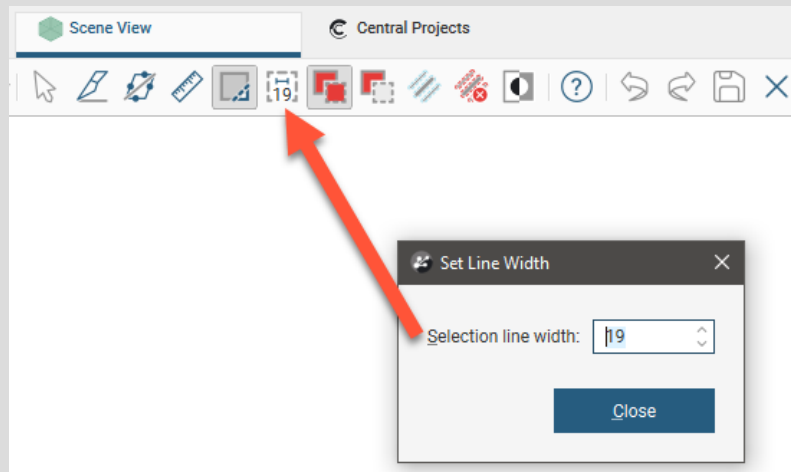 Scene View
Central Projects
19
?
Set Line Width
Selection line width: 19
Close